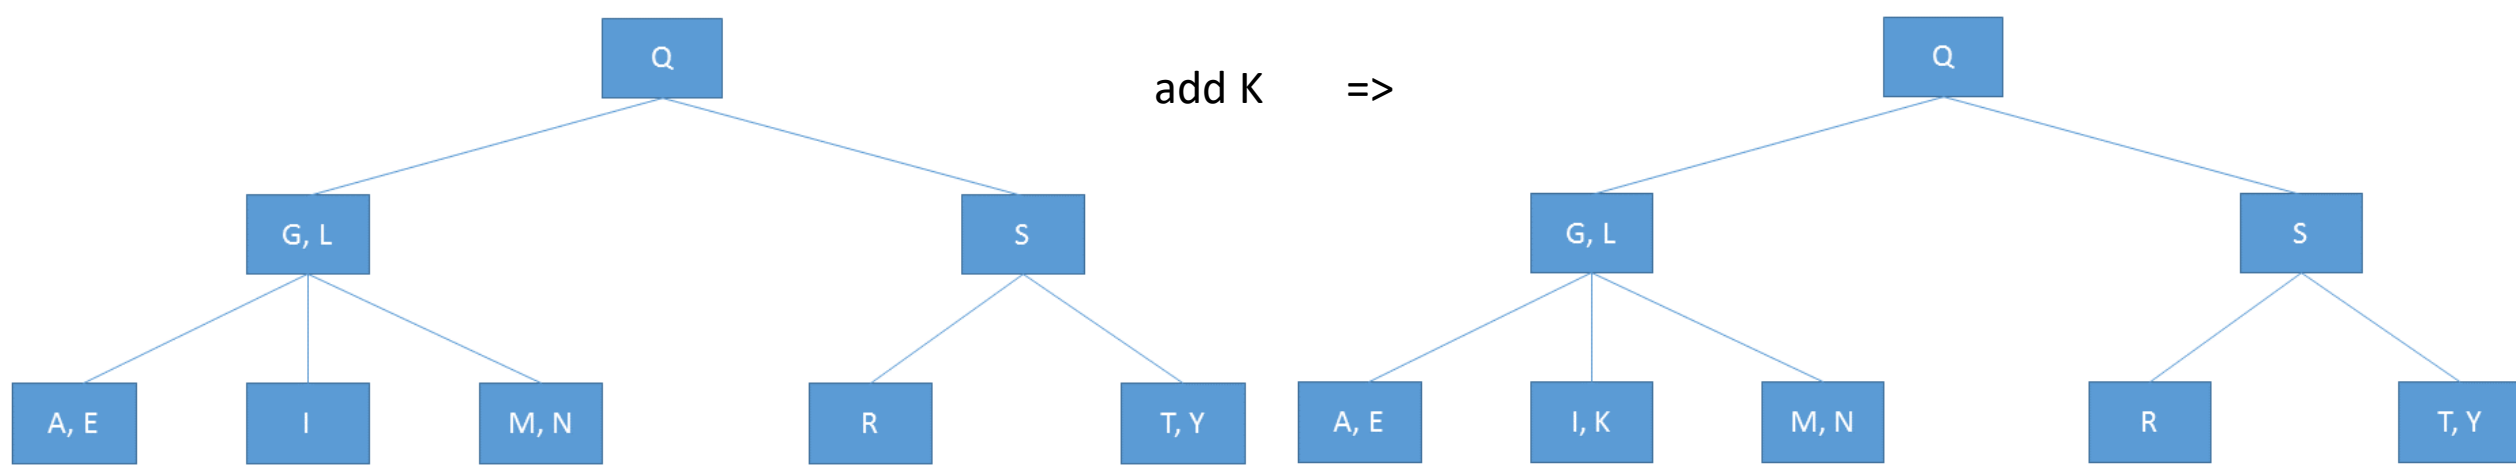 Q
add K =>
Q
G, L
S
G, L
S
A, E
I
M, N
R
T, Y
A, E
I, K
M, N
R
T, Y